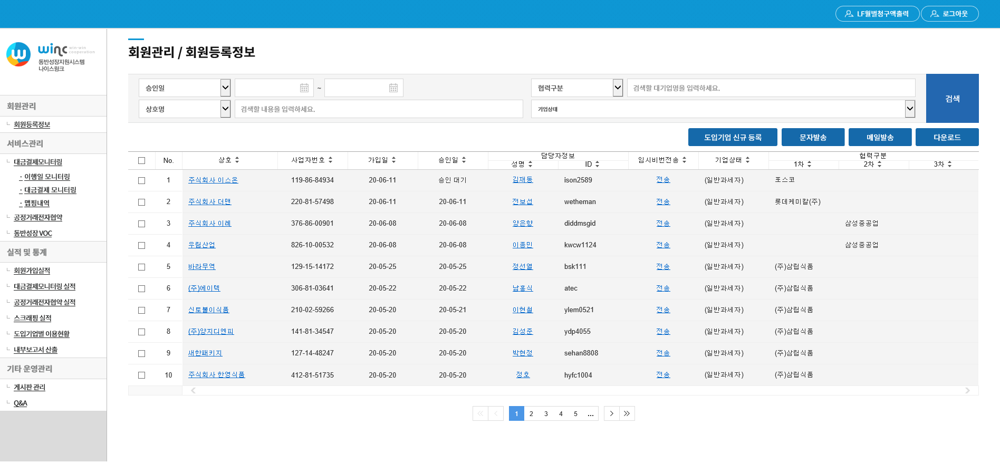 LF월별청구액출력 로그아웃
winc win-win cooperation
동반성장지원시스템
나이스윙크
회원관리
회원등록정보
서비스관리
대금결제모니터링
· 이행일 모니터링
· 대금결제 모니터링
· 맵핑내역
공정거래전자협약
동반성장 VOC
실적 및 통계
회원가입실적
대금결제모니터링 실적
공정거래전자협약 실적
스크래핑 실적
도입기업별 이용현황
내부보고서 산출
기타 운영관리
게시판 관리
Q&A
회원관리 / 회원등록정보
승인일 ~ 협력구분 검색할 대기업명을 입력하세요.
상호명 검색할 내용을 입력하세요. 기업상태
검색
도입기업 신규 등록 문자발송 메일발송 다운로드
No. 상호 사업자번호 가입일 승인일 담당자정보 임시비번전송 기업상태 협력구분
성명 ID 1차 2차 3차
1 주식회사 이스온 119-86-84934 20-06-11 승인 대기 김재동 ison2589 전송 (일반과세자) 포스코
2 주식회사 더맨 220-81-57498 20-06-11 20-06-11 전보섭 wetheman 전송 (일반과세자) 롯데케미칼(주)
3 주식회사 이레 376-86-00901 20-06-08 20-06-08 양은향 diddmsgid 전송 (일반과세자) 삼성중공업
4 우림산업 826-10-00532 20-06-08 20-06-08 이종민 kwcw1124 전송 (일반과세자) 삼성중공업
5 바라무역 129-15-14172 20-05-25 20-05-25 정선열 bsk111 전송 (일반과세자) (주)삼립식품
6 (주)에이텍 306-81-03641 20-05-22 20-05-22 남홍식 atec 전송 (일반과세자) (주)삼립식품
7 신토불이식품 210-02-59266 20-05-20 20-05-21 이현철 ylem0521 전송 (일반과세자) (주)삼립식품
8 (주)양지디엔피 141-81-34547 20-05-20 20-05-20 김성준 ydp4055 전송 (일반과세자) (주)삼립식품
9 새한패키지 127-14-48247 20-05-20 20-05-20 박현정 sehan8808 전송 (일반과세자) (주)삼립식품
10 주식회사 한영식품 412-81-51735 20-05-20 20-05-20 정호 hyfc1004 전송 (일반과세자) (주)삼립식품
1 2 3 4 5 ...